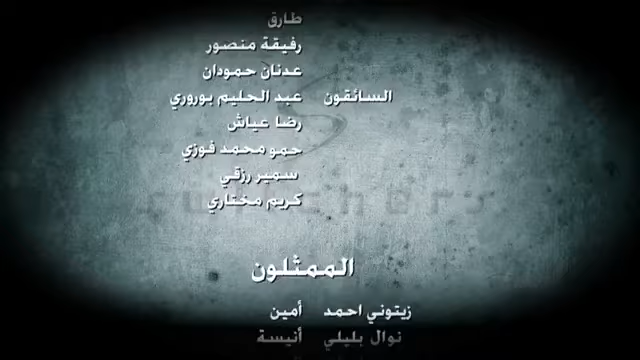 طارق
رفيقة منصور
عدنان حمودان
السائقون عبد الحليم بوروري
رضا عياش
حمو محمد فوزي
سمير رزقي
كريم مختاري
الممثلون
زيتوني احمد أمين
نوال بليلي أنيسة